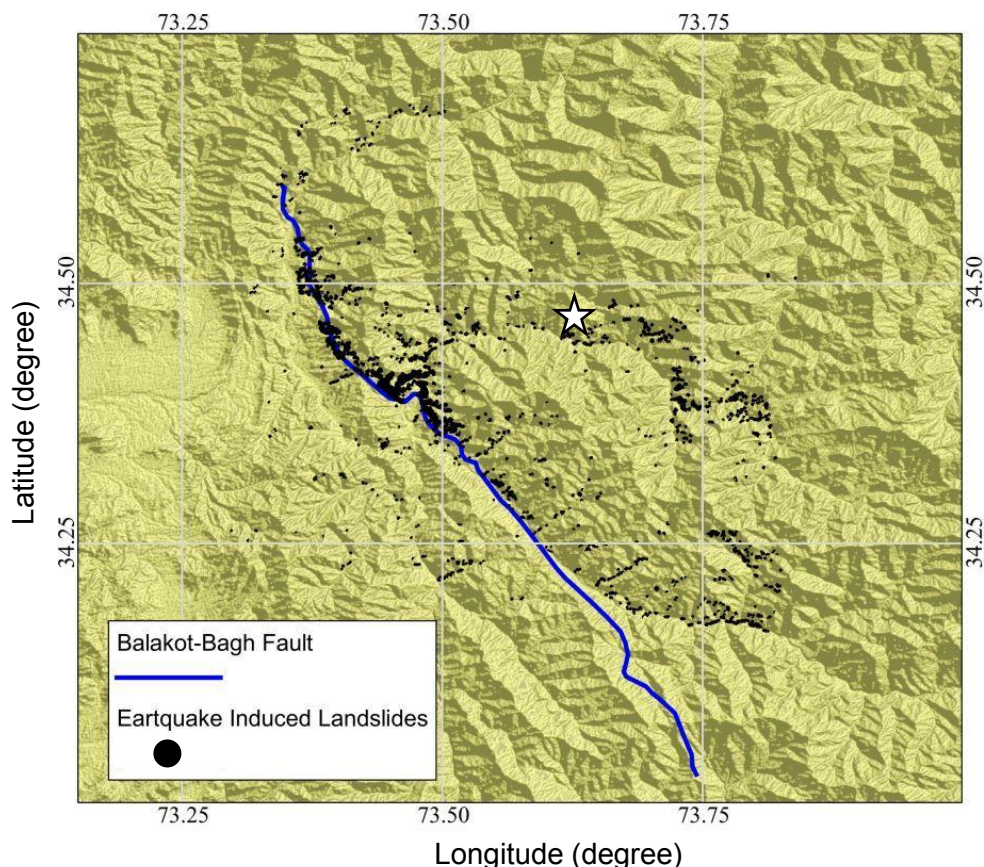 73.25 73.50 73.75
34.50 34.50
Latitude (degree)
34.25 34.25
Balakot-Bagh Fault
Eartquake Induced Landslides
73.25 73.50 73.75
Longitude (degree)